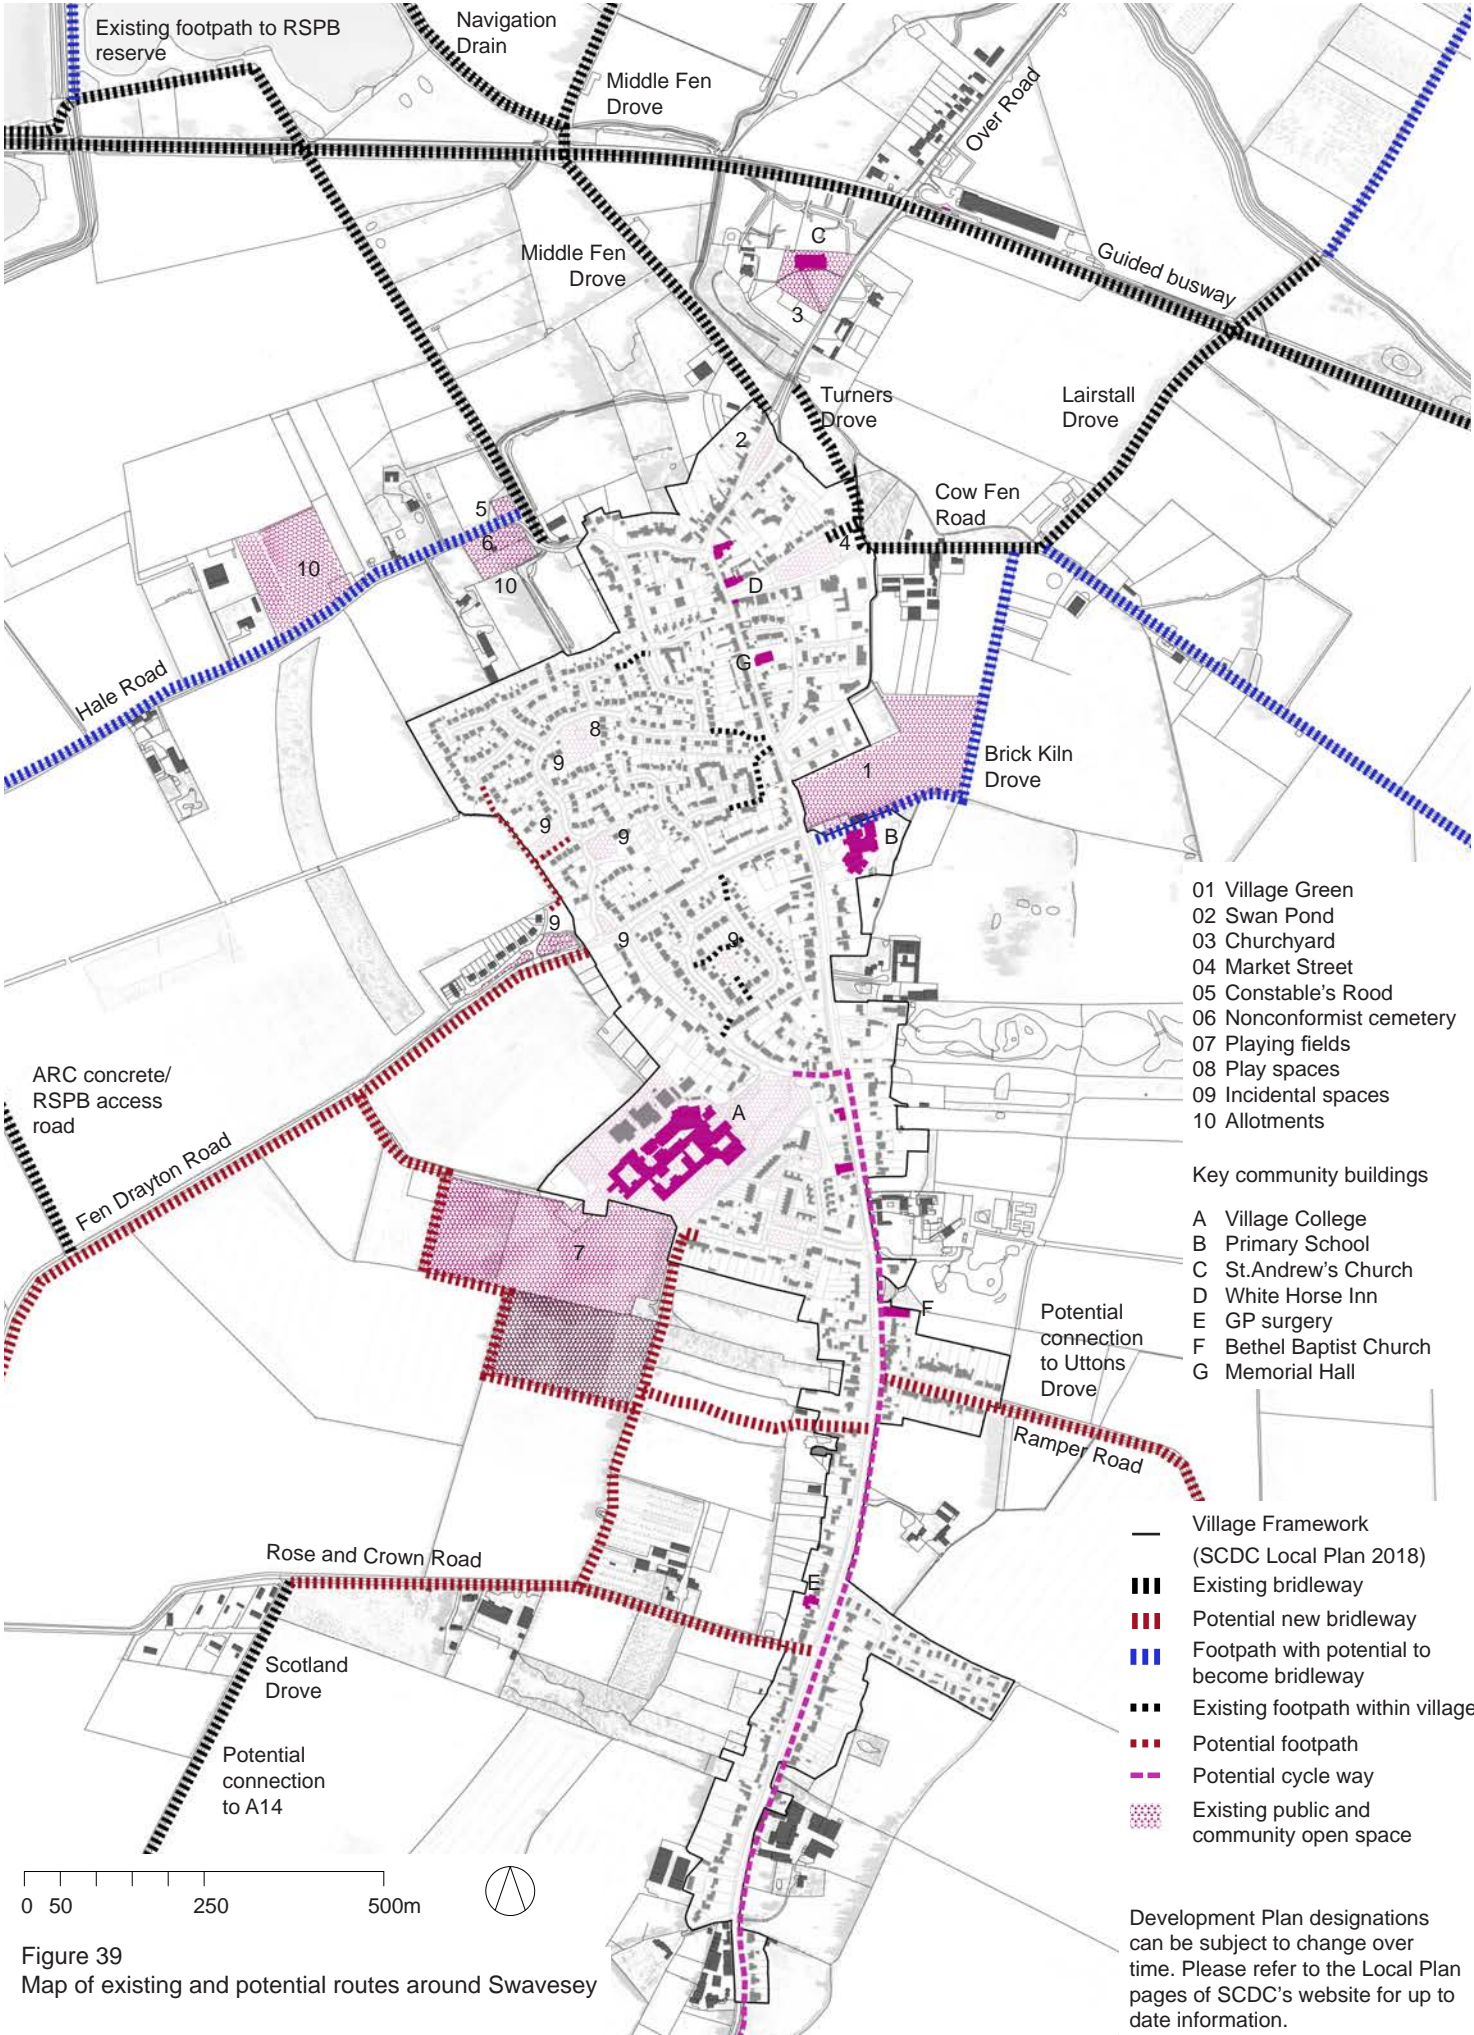 Existing footpath to RSPB
reserve
Navigation
Drain
Middle Fen
Drove
Over Road
C
Middle Fen
Drove
Guided busway
3
Turners
Drove
Lairstall
Drove
2
5
Cow Fen
Road
6
4
10
10
D
G
Hale Road
8
9
1
Brick Kiln
Drove
9
9
B
9
9
9
01 Village Green
02 Swan Pond
03 Churchyard
04 Market Street
05 Constable's Rood
06 Nonconformist cemetery
07 Playing fields
08 Play spaces
09 Incidental spaces
10 Allotments
ARC concrete/
RSPB access
road
A
Fen Drayton Road
Key community buildings
A Village College
B Primary School
C St.Andrew's Church
D White Horse Inn
E GP surgery
F Bethel Baptist Church
G Memorial Hall
7
F
Potential
connection
to Uttons
Drove
Ramper Road
Rose and Crown Road
E
Village Framework
(SCDC Local Plan 2018)
Existing bridleway
Potential new bridleway
Footpath with potential to
become bridleway
Existing footpath within village
Potential footpath
Potential cycle way
Existing public and
community open space
Scotland
Drove
Potential
connection
to A14
0 50 250 500m
Figure 39
Map of existing and potential routes around Swavesey
Development Plan designations
can be subject to change over
time. Please refer to the Local Plan
pages of SCDC's website for up to
date information.